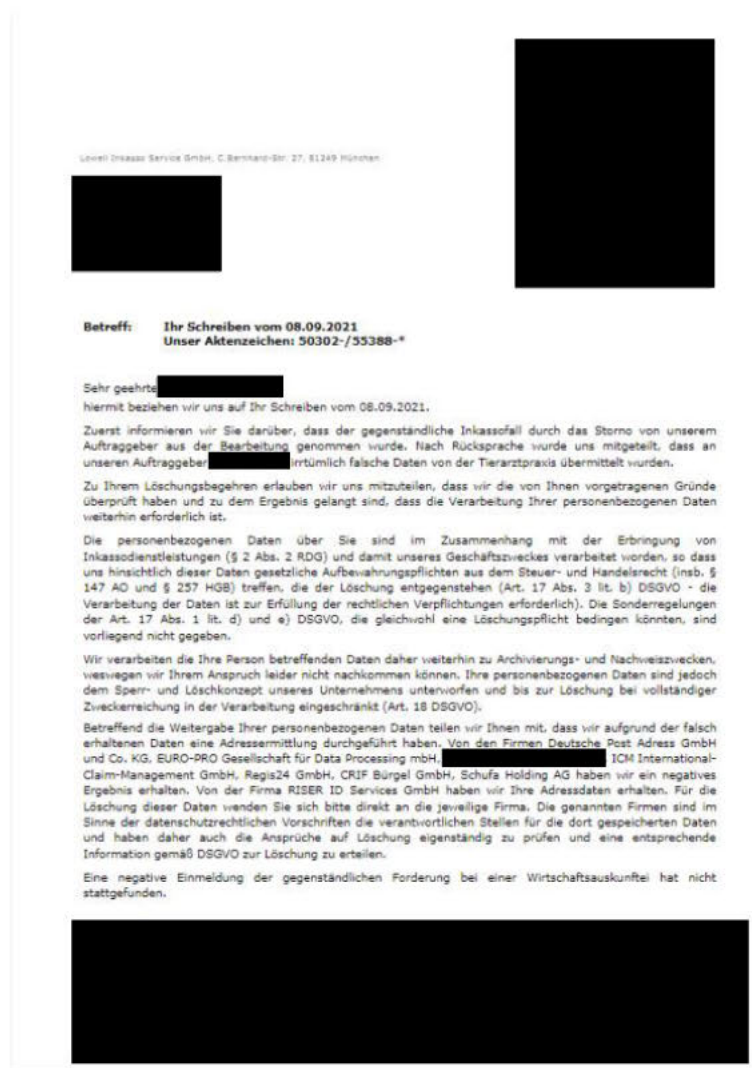 Lowell Inkasso Service GmbH, C.Bernhard-Str. 27, 81249 München
Betreff: Ihr Schreiben vom 08.09.2021
Unser Aktenzeichen: 50302-/55388-*
Sehr geehrte
hiermit beziehen wir uns auf Ihr Schreiben vom 08.09.2021.
Zuerst informieren wir Sie darüber, dass der gegenständliche Inkassofall durch das Storno von unserem
Auftraggeber aus der Bearbeitung genommen wurde. Nach Rücksprache wurde uns mitgeteilt, dass an
unseren Auftraggeber irrtümlich falsche Daten von der Tierarztpraxis übermittelt wurden.
Zu Ihrem Löschungsbegehren erlauben wir uns mitzuteilen, dass wir die von Ihnen vorgetragenen Gründe
überprüft haben und zu dem Ergebnis gelangt sind, dass die Verarbeitung Ihrer personenbezogenen Daten
weiterhin erforderlich ist.
Die personenbezogenen Daten über Sie sind im Zusammenhang mit der Erbringung von
Inkassodienstleistungen (§ 2 Abs. 2 RDG) und damit unseres Geschäftszweckes verarbeitet worden, so dass
uns hinsichtlich dieser Daten gesetzliche Aufbewahrungspflichten aus dem Steuer- und Handelsrecht (insb. §
147 AO und § 257 HGB) treffen, die der Löschung entgegenstehen (Art. 17 Abs. 3 lit. b) DSGVO - die
Verarbeitung der Daten ist zur Erfüllung der rechtlichen Verpflichtungen erforderlich). Die Sonderregelungen
der Art. 17 Abs. 1 lit. d) und e) DSGVO, die gleichwohl eine Löschungspflicht bedingen könnten, sind
vorliegend nicht gegeben.
Wir verarbeiten die Ihre Person betreffenden Daten daher weiterhin zu Archivierungs- und Nachweiszwecken,
weswegen wir Ihrem Anspruch leider nicht nachkommen können. Ihre personenbezogenen Daten sind jedoch
dem Sperr- und Löschkonzept unseres Unternehmens unterworfen und bis zur Löschung bei vollständiger
Zweckerreichung in der Verarbeitung eingeschränkt (Art. 18 DSGVO).
Betreffend die Weitergabe Ihrer personenbezogenen Daten teilen wir Ihnen mit, dass wir aufgrund der falsch
erhaltenen Daten eine Adressermittlung durchgeführt haben. Von den Firmen Deutsche Post Adress GmbH
und Co. KG, EURO-PRO Gesellschaft für Data Processing mbH, ICM International-
Claim-Management GmbH, Regis24 GmbH, CRIF Bürgel GmbH, Schufa Holding AG haben wir ein negatives
Ergebnis erhalten. Von der Firma RISER ID Services GmbH haben wir Ihre Adressdaten erhalten. Für die
Löschung dieser Daten wenden Sie sich bitte direkt an die jeweilige Firma. Die genannten Firmen sind im
Sinne der datenschutzrechtlichen Vorschriften die verantwortlichen Stellen für die dort gespeicherten Daten
und haben daher auch die Ansprüche auf Löschung eigenständig zu prüfen und eine entsprechende
Information gemäß DSGVO zur Löschung zu erteilen.
Eine negative Einmeldung der gegenständlichen Forderung bei einer Wirtschaftsauskunftei hat nicht
stattgefunden.